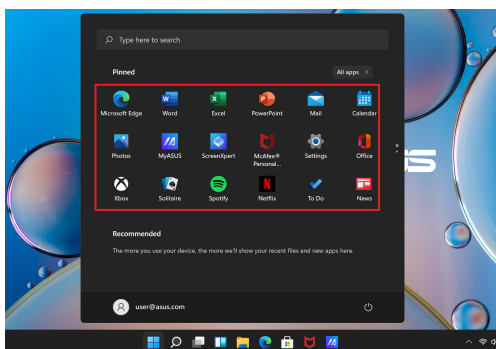 Type here to search
Pinned
All apps >
Microsoft Edge Word Excel PowerPoint Mail Calendar
Photos MyASUS ScreenXpert McAfee® Personal... Settings Office
Xbox Solitaire Spotify Netflix To Do News
Recommended
The more you use your device, the more we'll show your recent files and new apps here.
user@asus.com